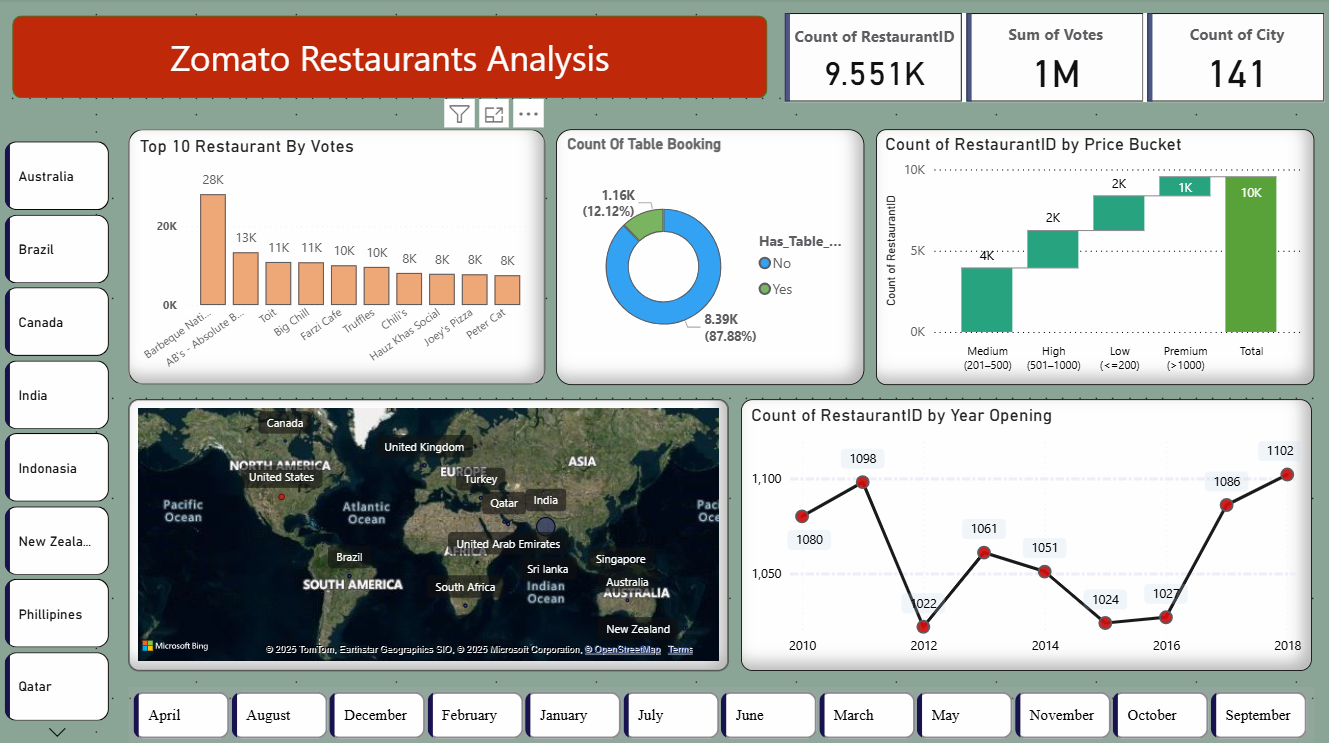 Zomato Restaurants Analysis
Count of RestaurantID
9.551K
Sum of Votes
1M
Count of City
141
Australia
Brazil
Canada
India
Indonasia
New Zeala...
Phillipines
Qatar
Top 10 Restaurant By Votes
28K
13K
11K
11K
10K
10K
8K
8K
8K
8K
20K
0K
Barbeque Nati...
AB's - Absolute B...
Toit
Big Chill
Farzi Cafe
Truffles
Chili's
Hauz Khas Social
Joey's Pizza
Peter Cat
Count Of Table Booking
1.16K
(12.12%)
8.39K
(87.88%)
Has_Table_...
No
Yes
Count of RestaurantID by Price Bucket
Count of RestaurantID
10K
5K
0K
4K
2K
2K
1K
10K
Medium
(201–500)
High
(501–1000)
Low
(<=200)
Premium
(>1000)
Total
Canada
United Kingdom
NORTH AMERICA
United States
EUROPE
ASIA
Turkey
Qatar
India
Pacific
Ocean
Atlantic
Ocean
Pac
Oc
AFRICA
United Arab Emirates
Brazil
Sri lanka
Singapore
SOUTH AMERICA
South Africa
Indian
Ocean
Australia
AUSTRALIA
New Zealand
Microsoft Bing
© 2025 TomTom, Earthstar Geographics SIO, © 2025 Microsoft Corporation, © OpenStreetMap Terms
Count of RestaurantID by Year Opening
1,100
1,050
1080
1098
1022
1061
1051
1024
1027
1086
1102
2010
2012
2014
2016
2018
April
August
December
February
January
July
June
March
May
November
October
September